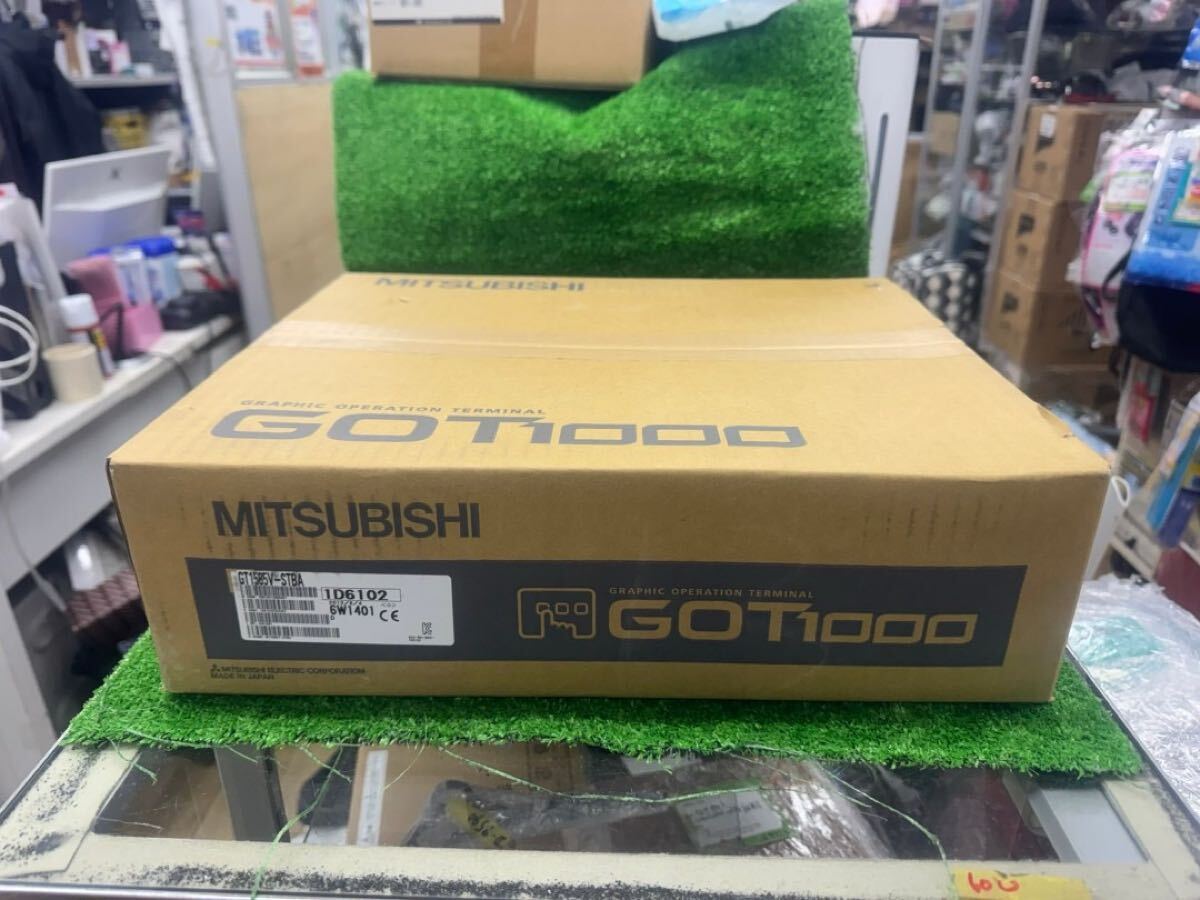 MITSUBISHI
GRAPHIC OPERATION TERMINAL
GOT1000
MITSUBISHI
GT1585V-STBA
1D6102
6W1401 CE
GRAPHIC OPERATION TERMINAL
GOT1000
MITSUBISHI ELECTRIC CORPORATION
MADE IN JAPAN